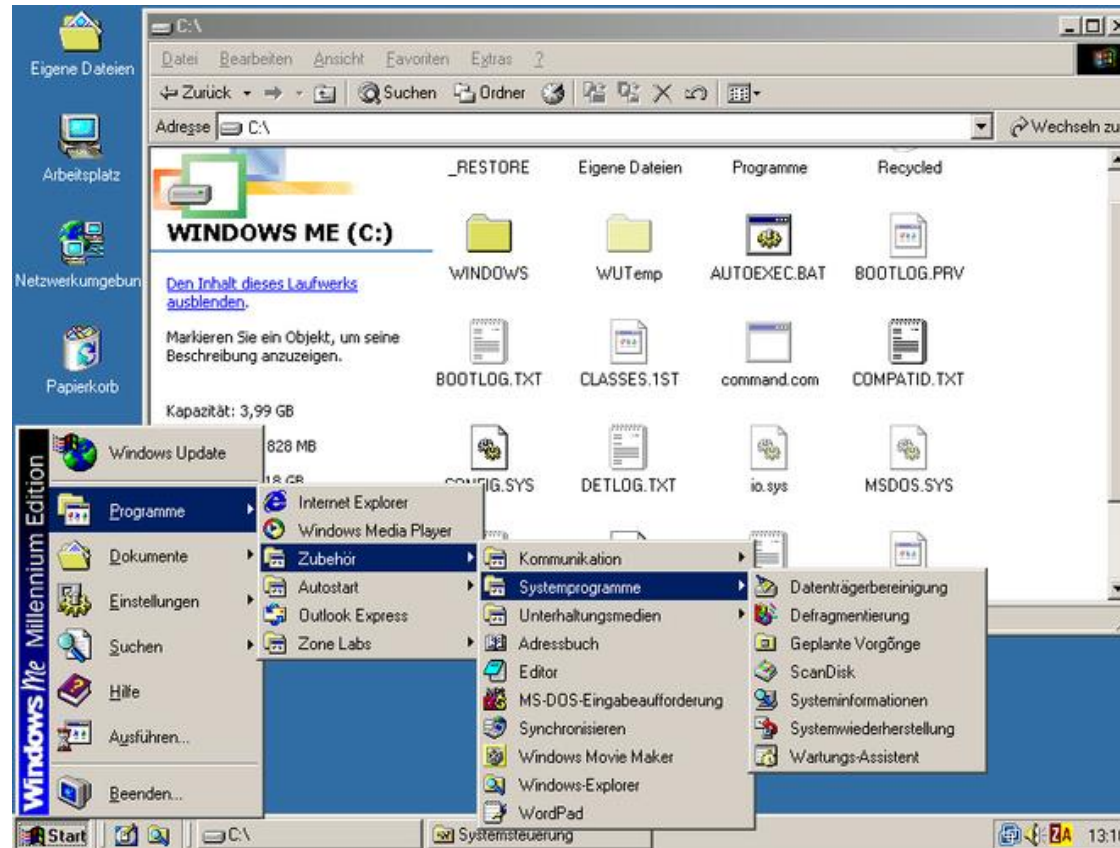 Eigene Dateien
Arbeitsplatz
Netzwerkumgebun
Papierkorb
C:\
Datei Bearbeiten Ansicht Favoriten Extras ?
Zurück Suchen Ordner
Adresse C:\ Wechseln zu
WINDOWS ME (C:)
Den Inhalt dieses Laufwerks
ausblenden.
Markieren Sie ein Objekt, um seine
Beschreibung anzuzeigen.
Kapazität: 3,99 GB
828 MB
18 GB
_RESTORE Eigene Dateien Programme Recycled
WINDOWS WUTemp AUTOEXEC.BAT BOOTLOG.PRV
BOOTLOG.TXT CLASSES.1ST command.com COMPATID.TXT
CONFIG.SYS DETLOG.TXT io.sys MSDOS.SYS
Windows Me Millennium Edition
Windows Update
Programme
Dokumente
Einstellungen
Suchen
Hilfe
Ausführen...
Beenden...
Internet Explorer
Windows Media Player
Zubehör
Autostart
Outlook Express
Zone Labs
Kommunikation
Systemprogramme
Unterhaltungsmedien
Adressbuch
Editor
MS-DOS-Eingabeaufforderung
Synchronisieren
Windows Movie Maker
Windows-Explorer
WordPad
Datenträgerbereinigung
Defragmentierung
Geplante Vorgõnge
ScanDisk
Systeminformationen
Systemwiederherstellung
Wartungs-Assistent
Start C:\ Systemsteuerung ZA